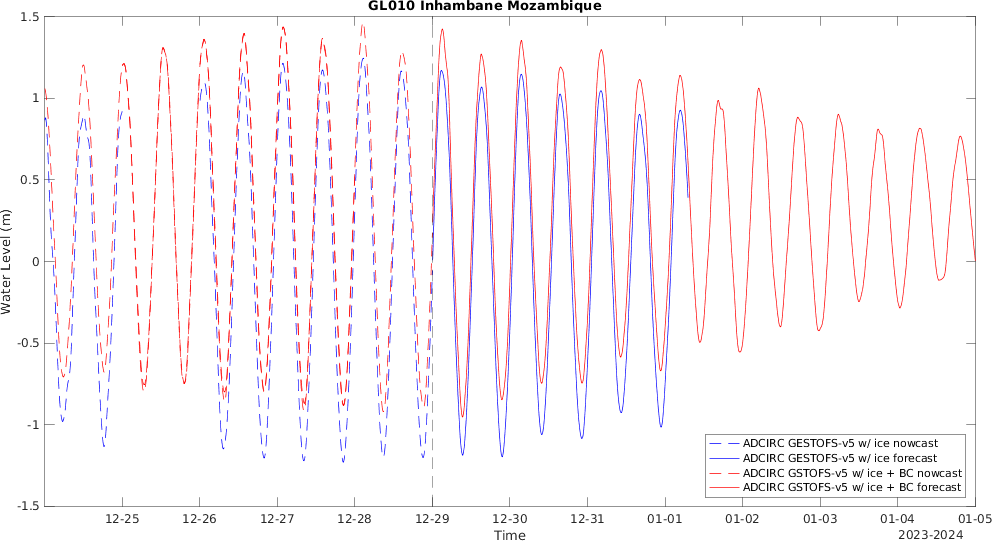 GL010 Inhambane Mozambique
1.5
1
0.5
0
-0.5
-1
-1.5
Water Level (m)
12-25 12-26 12-27 12-28 12-29 12-30 12-31 01-01 01-02 01-03 01-04 01-05
Time
2023-2024
ADCIRC GESTOFS-v5 w/ ice nowcast
ADCIRC GESTOFS-v5 w/ ice forecast
ADCIRC GSTOFS-v5 w/ ice + BC nowcast
ADCIRC GSTOFS-v5 w/ ice + BC forecast